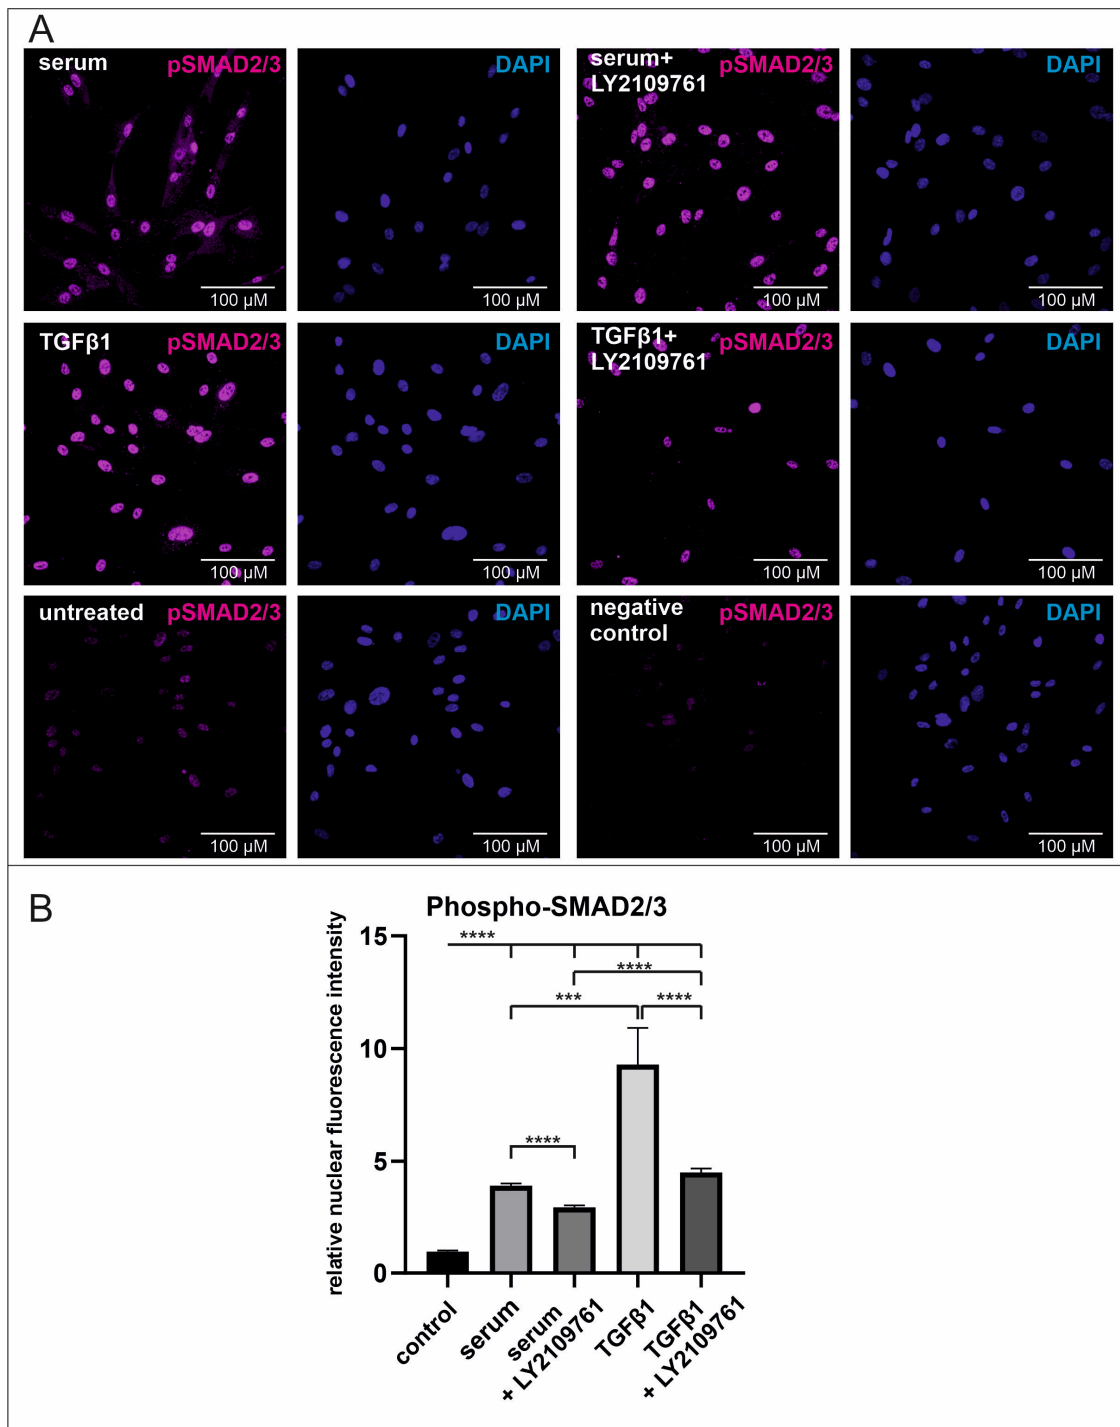 A
serum pSMAD2/3
DAPI
serum+ pSMAD2/3
LY2109761
DAPI
100 µM
100 µM
100 µM
100 µM
TGFβ1 pSMAD2/3
DAPI
TGFβ1+ pSMAD2/3
LY2109761
DAPI
100 µM
100 µM
100 µM
100 µM
untreated pSMAD2/3
DAPI
negative pSMAD2/3
control
DAPI
100 µM
100 µM
100 µM
100 µM
B
Phospho-SMAD2/3
relative nuclear fluorescence intensity
15
10
5
0
****
****
***
****
****
control
serum
serum
+ LY2109761
TGFβ1
TGFβ1
+ LY2109761